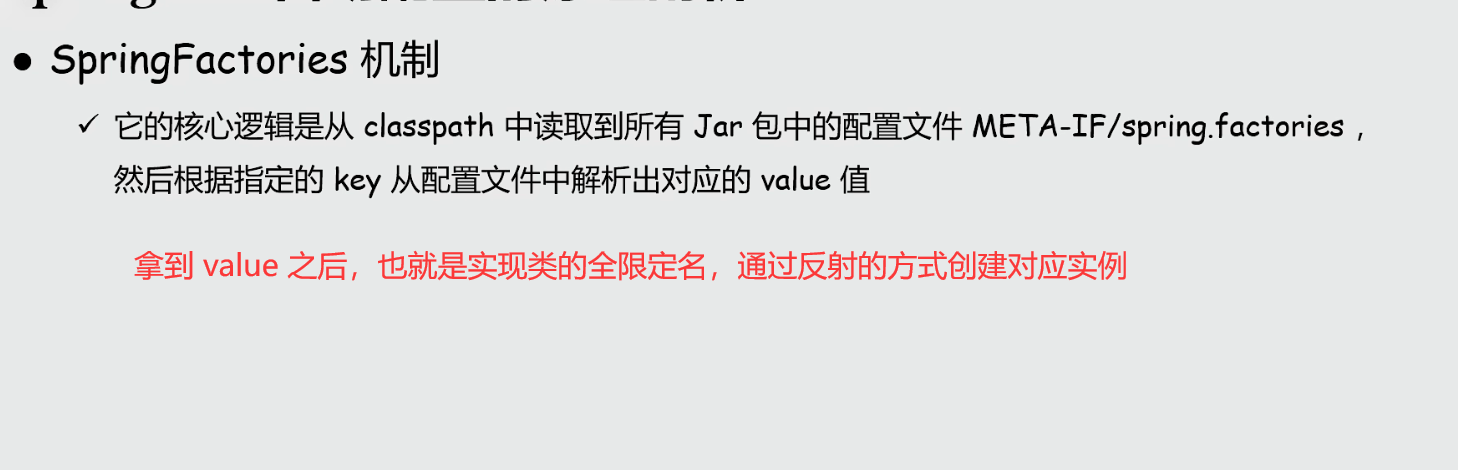 ● SpringFactories 机制
✓ 它的核心逻辑是从 classpath 中读取到所有 Jar 包中的配置文件 META-IF/spring.factories，
然后根据指定的 key 从配置文件中解析出对应的 value 值
拿到 value 之后，也就是实现类的全限定名，通过反射的方式创建对应实例